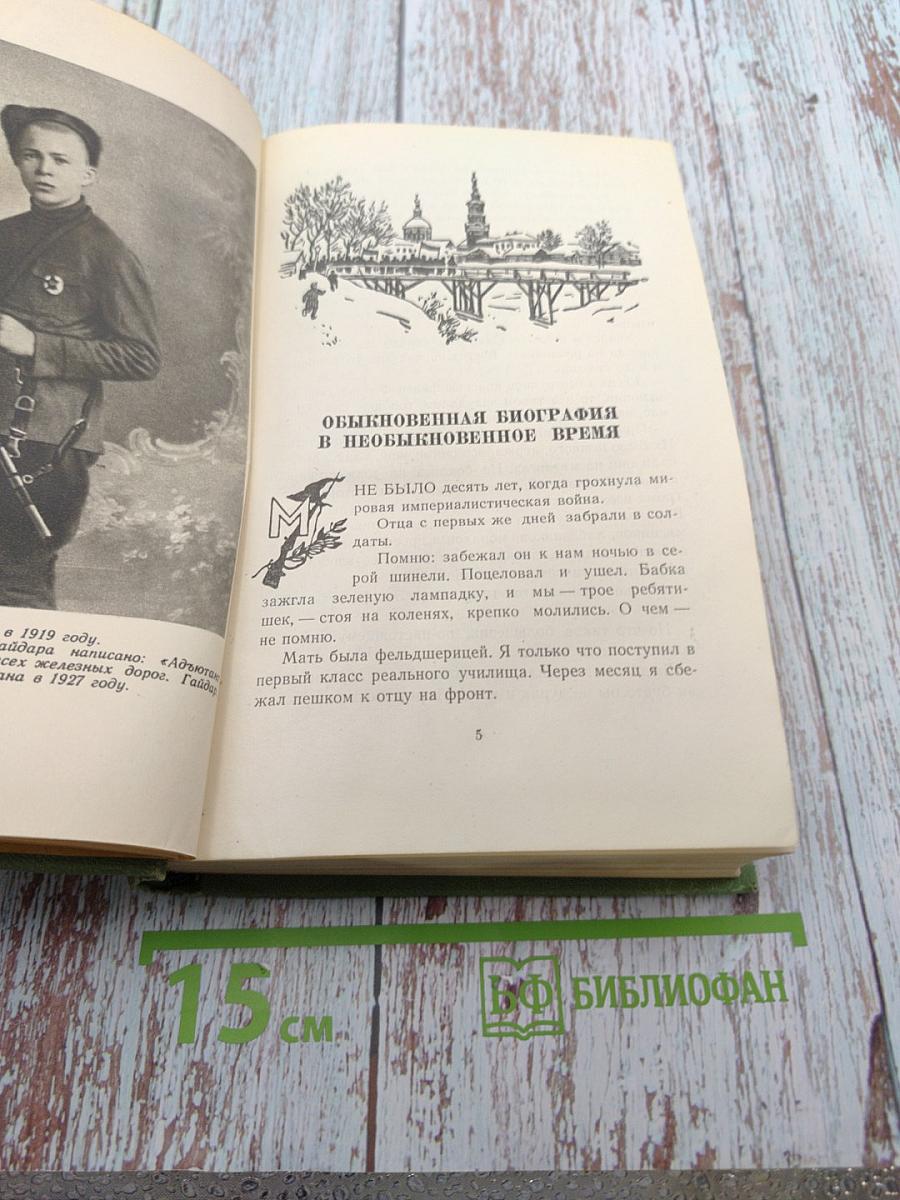 в 1919 году.
айдара написано: «Адъютант
всех железных дорог. Гайдар
ана в 1927 году.
ОБЫКНОВЕННАЯ БИОГРАФИЯ
В НЕОБЫКНОВЕННОЕ ВРЕМЯ
МНЕ БЫЛО десять лет, когда грохнула ми-
ровая империалистическая война.
Отца с первых же дней забрали в сол-
даты.
Помню: забежал он к нам ночью в се-
рой шинели. Поцеловал и ушел. Бабка
зажгла зеленую лампадку, и мы — трое ребяти-
шек, — стоя на коленях, крепко молились. О чем —
не помню.
Мать была фельдшерицей. Я только что поступил в
первый класс реального училища. Через месяц я сбе-
жал пешком к отцу на фронт.
5
15 см
БФ БИБЛИОФАН